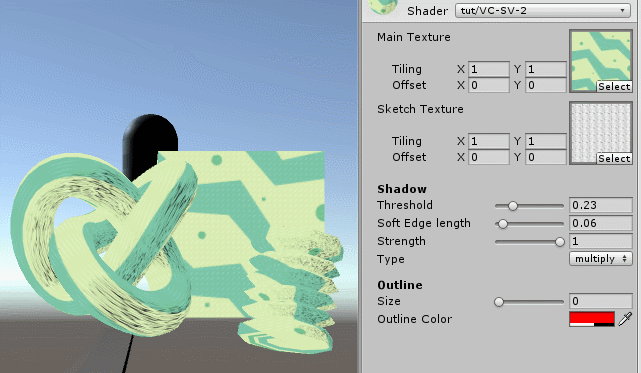 Shader tut/VC-SV-2
Main Texture
Tiling X 1 Y 1
Offset X 0 Y 0
Select
Sketch Texture
Tiling X 1 Y 1
Offset X 0 Y 0
Select
Shadow
Threshold 0.23
Soft Edge length 0.06
Strength 1
Type multiply
Outline
Size 0
Outline Color